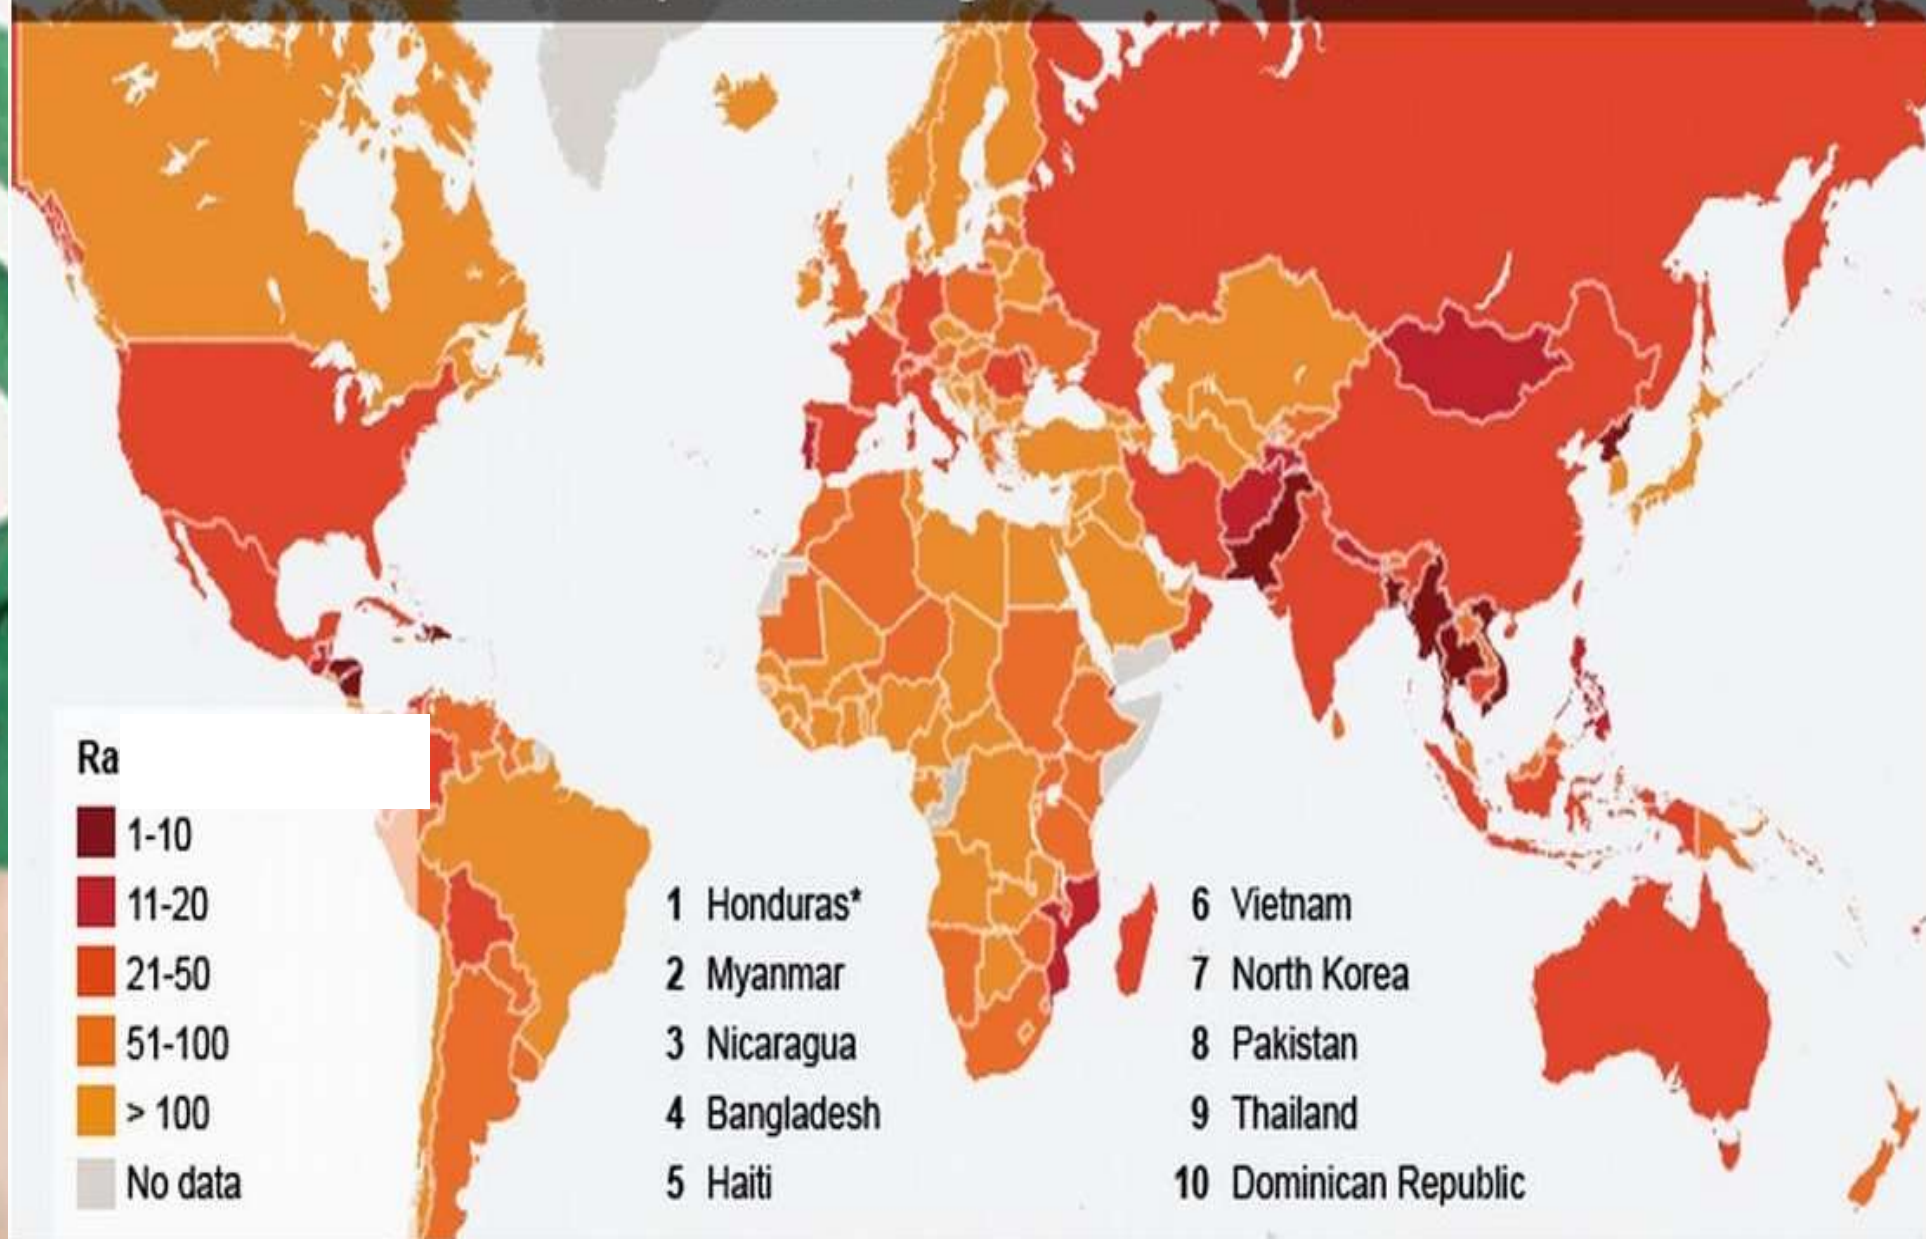 Ra
1-10
11-20
21-50
51-100
> 100
No data
1 Honduras*
2 Myanmar
3 Nicaragua
4 Bangladesh
5 Haiti
6 Vietnam
7 North Korea
8 Pakistan
9 Thailand
10 Dominican Republic